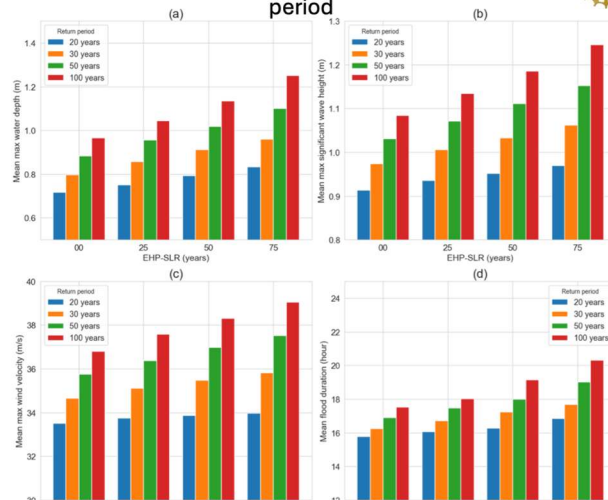 period
(a)
Return period
20 years
30 years
50 years
100 years
1.4
1.2
1.0
0.8
0.6
Mean max water depth (m)
00 25 50 75
EHP-SLR (years)
(b)
Return period
20 years
30 years
50 years
100 years
1.3
1.2
1.1
1.0
0.9
0.8
Mean max significant wave height (m)
00 25 50 75
EHP-SLR (years)
(c)
Return period
20 years
30 years
50 years
100 years
40
38
36
34
32
Mean max wind velocity (m/s)
(d)
Return period
20 years
30 years
50 years
100 years
24
22
20
18
16
14
Mean flood duration (hour)